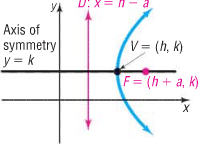 y
D: x = h – a
Axis of
symmetry
y = k
V = (h, k)
F = (h + a, k)
x